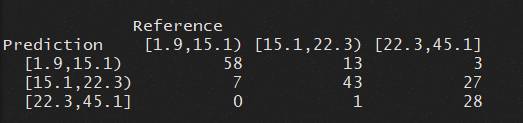 Reference
Prediction [1.9,15.1) [15.1,22.3) [22.3,45.1]
[1.9,15.1) 58 13 3
[15.1,22.3) 7 43 27
[22.3,45.1] 0 1 28